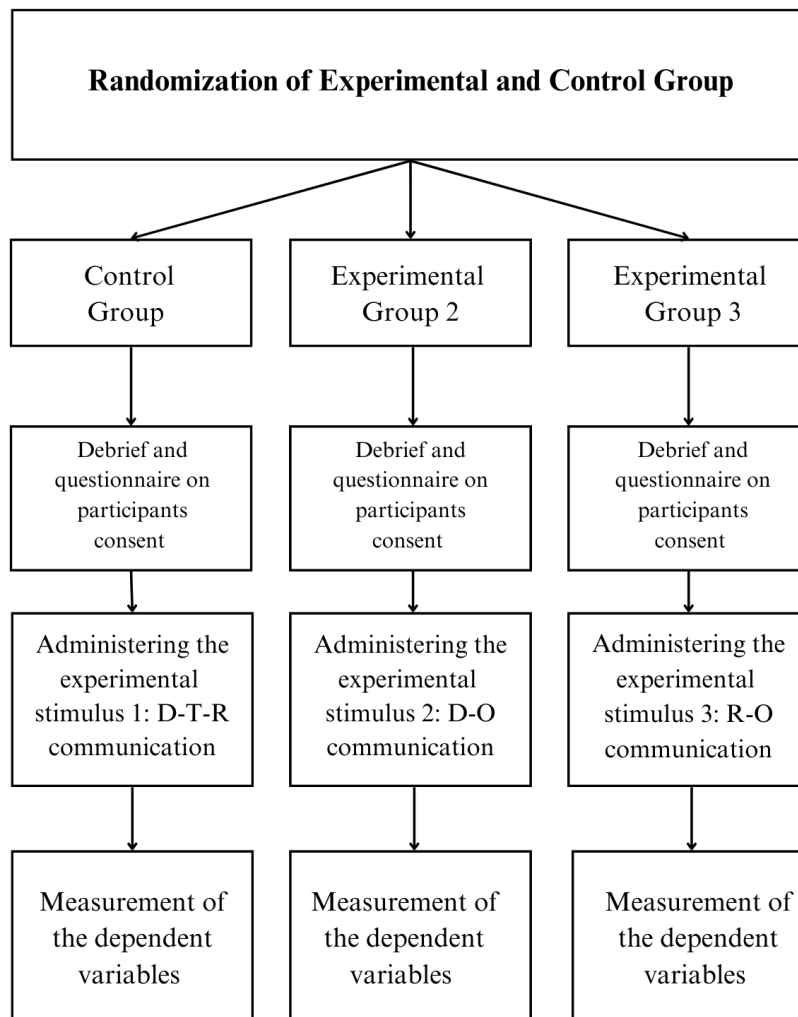 Randomization of Experimental and Control Group
Control
Group
Experimental
Group 2
Experimental
Group 3
Debrief and
questionnaire on
participants
consent
Debrief and
questionnaire on
participants
consent
Debrief and
questionnaire on
participants
consent
Administering the
experimental
stimulus 1: D-T-R
communication
Administering the
experimental
stimulus 2: D-O
communication
Administering the
experimental
stimulus 3: R-O
communication
Measurement of
the dependent
variables
Measurement of
the dependent
variables
Measurement of
the dependent
variables